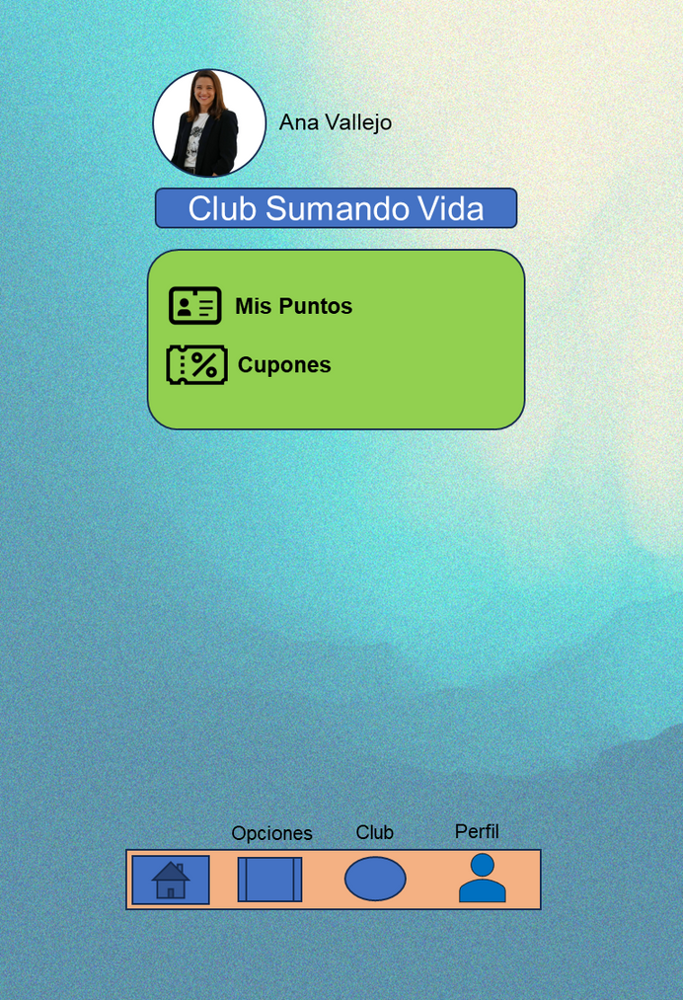 Ana Vallejo
Club Sumando Vida
Mis Puntos
%
Cupones
Opciones
Club
Perfil